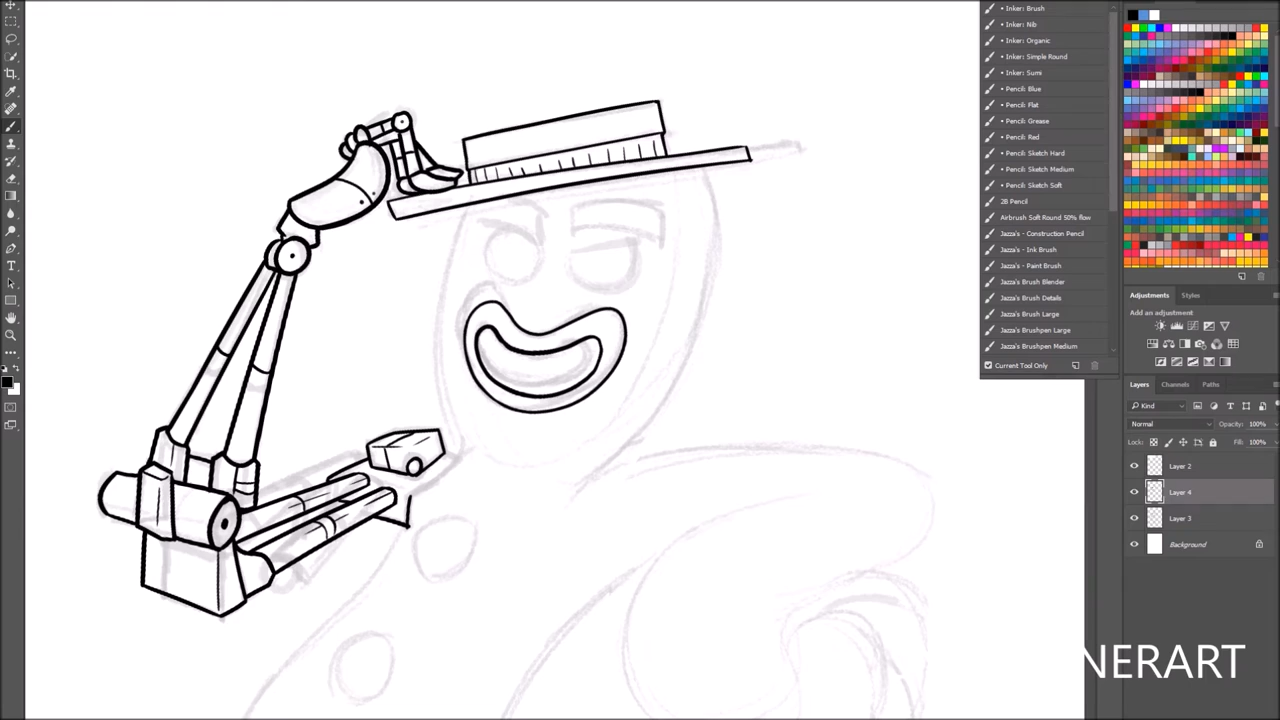 • Inker: Brush
• Inker: Nib
• Inker: Organic
• Inker: Simple Round
• Inker: Sumi
• Pencil: Blue
• Pencil: Flat
• Pencil: Grease
• Pencil: Red
• Pencil: Sketch Hard
• Pencil: Sketch Medium
• Pencil: Sketch Soft
2B Pencil
Airbrush Soft Round 50% flow
Jazza's - Construction Pencil
Jazza's - Ink Brush
Jazza's - Paint Brush
Jazza's Brush Blender
Jazza's Brush Details
Jazza's Brush Large
Jazza's Brushpen Large
Jazza's Brushpen Medium
Current Tool Only
Adjustments Styles
Add an adjustment
Layers Channels Paths
Kind
Normal Opacity: 100%
Lock: Fill: 100%
Layer 2
Layer 4
Layer 3
Background
NERART